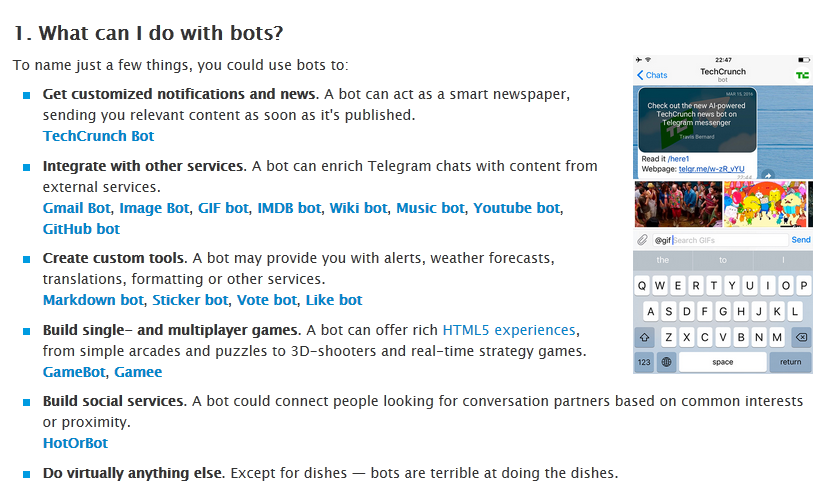 1. What can I do with bots?
To name just a few things, you could use bots to:
Get customized notifications and news. A bot can act as a smart newspaper,
sending you relevant content as soon as it's published.
TechCrunch Bot
Integrate with other services. A bot can enrich Telegram chats with content from
external services.
Gmail Bot, Image Bot, GIF bot, IMDB bot, Wiki bot, Music bot, Youtube bot,
GitHub bot
Create custom tools. A bot may provide you with alerts, weather forecasts,
translations, formatting or other services.
Markdown bot, Sticker bot, Vote bot, Like bot
Build single- and multiplayer games. A bot can offer rich HTML5 experiences,
from simple arcades and puzzles to 3D-shooters and real-time strategy games.
GameBot, Gamee
Build social services. A bot could connect people looking for conversation partners based on common interests
or proximity.
HotOrBot
Do virtually anything else. Except for dishes — bots are terrible at doing the dishes.
22:47
Chats TechCrunch
bot
MAR 15, 2016
Check out the new AI-powered
TechCrunch news bot on
Telegram messenger
Travis Bernard
Read it /here1
Webpage: telgr.me/w-zR_vYU
22:44
@gif Search GIFs Send
the to I
Q W E R T Y U I O P
A S D F G H J K L
Z X C V B N M
123 space return